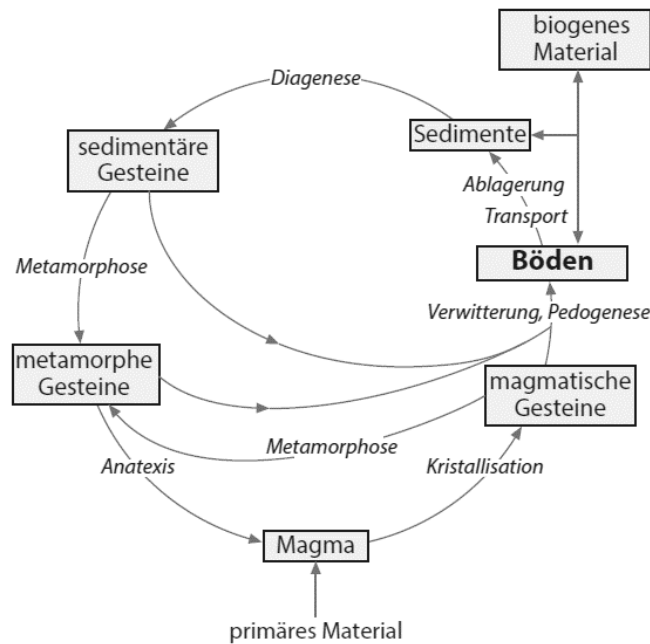 biogenes
Material
Diagenese
Sedimente
sedimentäre
Gesteine
Ablagerung
Transport
Böden
Metamorphose
Verwitterung, Pedogenese
metamorphe
Gesteine
magmatische
Gesteine
Metamorphose
Anatexis
Kristallisation
Magma
primäres Material